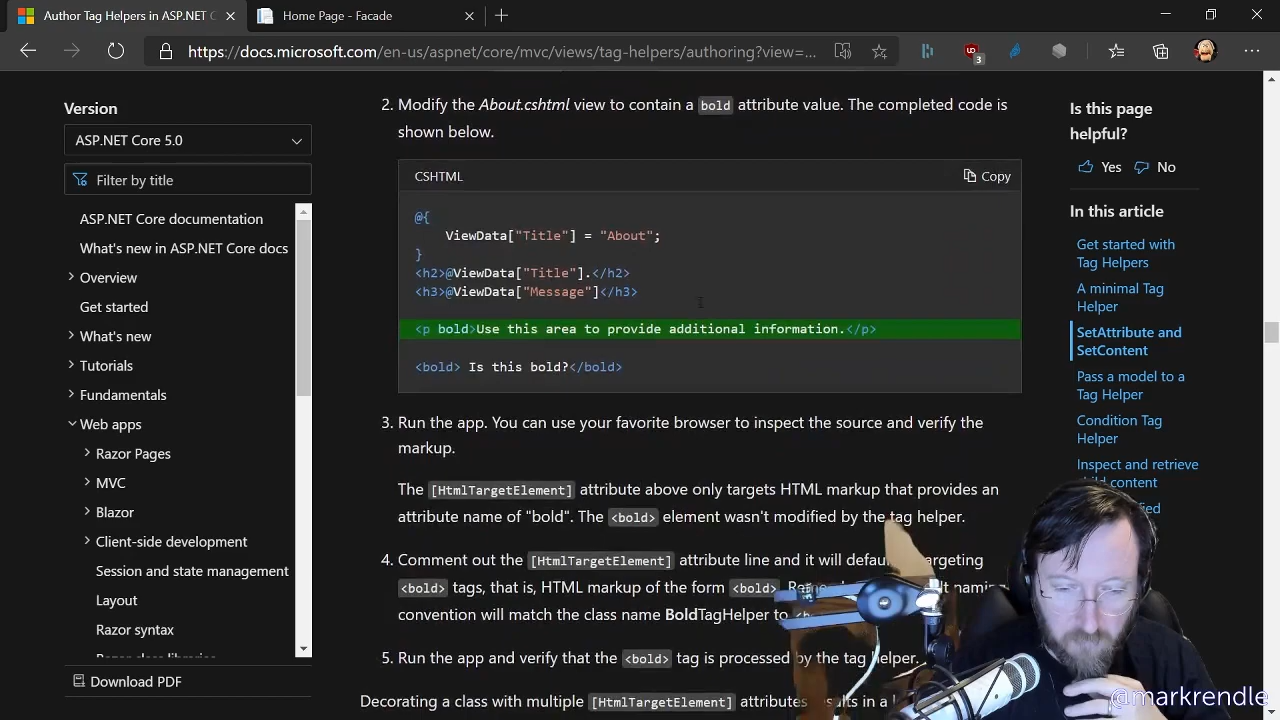 Author Tag Helpers in ASP.NET C
Home Page - Facade
https://docs.microsoft.com/en-us/aspnet/core/mvc/views/tag-helpers/authoring?view=...
3
Version
ASP.NET Core 5.0
Filter by title
ASP.NET Core documentation
What's new in ASP.NET Core docs
Overview
Get started
What's new
Tutorials
Fundamentals
Web apps
Razor Pages
MVC
Blazor
Client-side development
Session and state management
Layout
Razor syntax
Razor class libraries
Download PDF
2. Modify the About.cshtml view to contain a bold attribute value. The completed code is
shown below.
CSHTML
Copy
@{
ViewData["Title"] = "About";
}
<h2>@ViewData["Title"].</h2>
<h3>@ViewData["Message"]</h3>
<p bold>Use this area to provide additional information.</p>
<bold> Is this bold?</bold>
3. Run the app. You can use your favorite browser to inspect the source and verify the
markup.
The [HtmlTargetElement] attribute above only targets HTML markup that provides an
attribute name of "bold". The <bold> element wasn't modified by the tag helper.
4. Comment out the [HtmlTargetElement] attribute line and it will targeting
<bold> tags, that is, HTML markup of the form <bold>. naming
convention will match the class name BoldTagHelper to
5. Run the app and verify that the <bold> tag is processed by the tag helper.
Decorating a class with multiple [HtmlTargetElement] attributes results in a
Is this page
helpful?
Yes
No
In this article
Get started with
Tag Helpers
A minimal Tag
Helper
SetAttribute and
SetContent
Pass a model to a
Tag Helper
Condition Tag
Helper
Inspect and retrieve
content
@markrendle